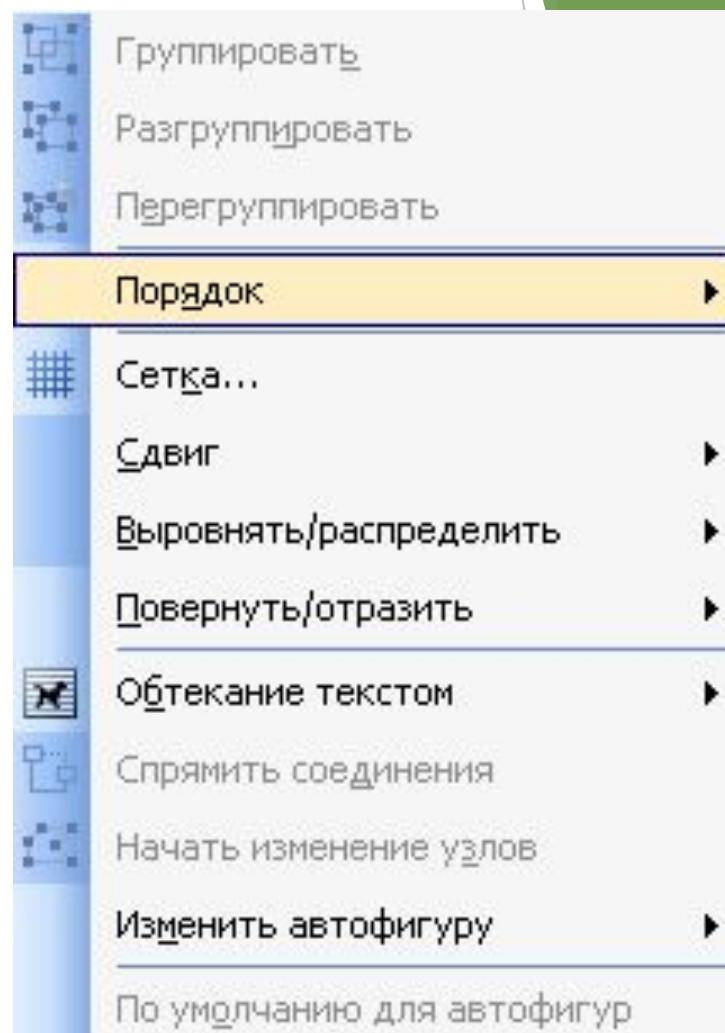 Группировать
Разгруппировать
Перегруппировать
Порядок
Сетка...
Сдвиг
Выровнять/распределить
Повернуть/отразить
Обтекание текстом
Спрямить соединения
Начать изменение узлов
Изменить автофигуру
По умолчанию для автофигур